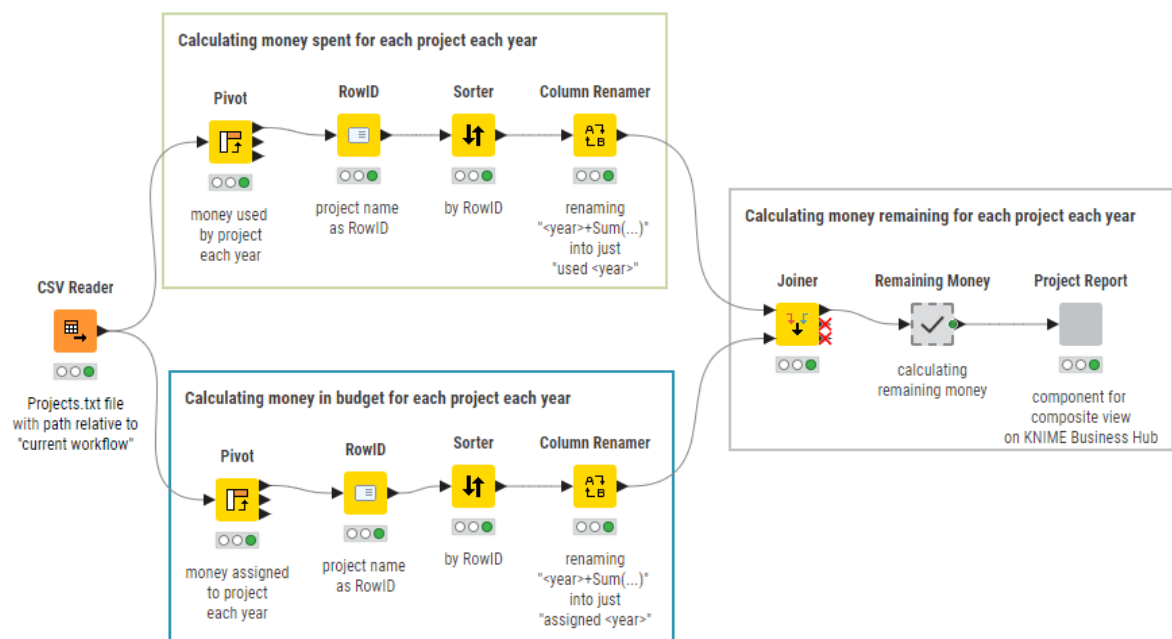 Calculating money spent for each project each year
Pivot
RowID
Sorter
Column Renamer
money used
by project
each year
project name
as RowID
by RowID
renaming
"<year>+Sum(...)"
into just
"used <year>"
CSV Reader
Projects.txt file
with path relative to
"current workflow"
Calculating money in budget for each project each year
Pivot
RowID
Sorter
Column Renamer
money assigned
to project
each year
project name
as RowID
by RowID
renaming
"<year>+Sum(...)"
into just
"assigned <year>"
Calculating money remaining for each project each year
Joiner
Remaining Money
Project Report
calculating
remaining money
component for
composite view
on KNIME Business Hub